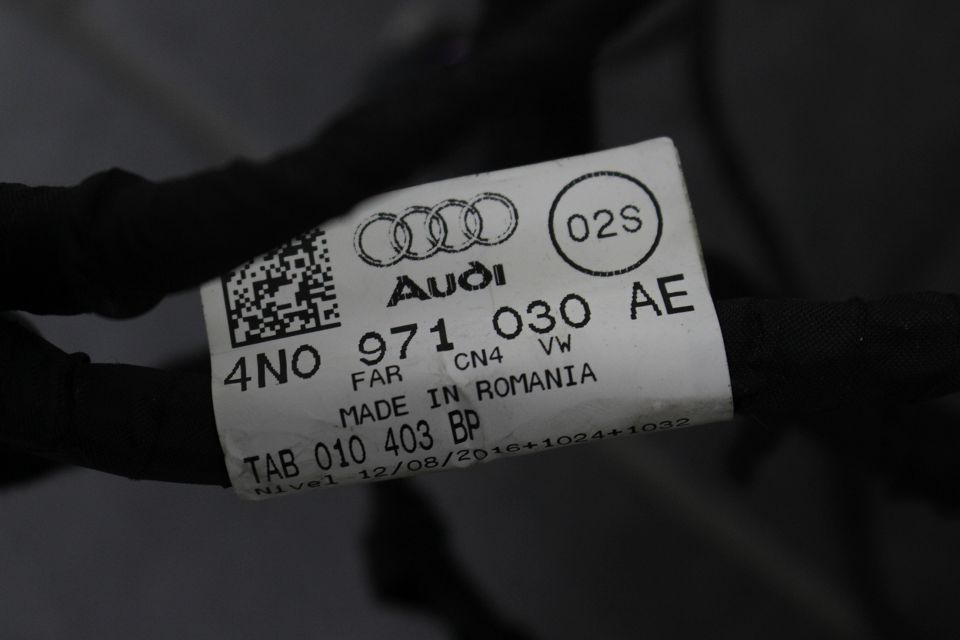 02S
Audi
4N0 971 030 AE
FAR CN4 VW
MADE IN ROMANIA
TAB 010 403 BP
Nivel 12/08/2016+1024+1032